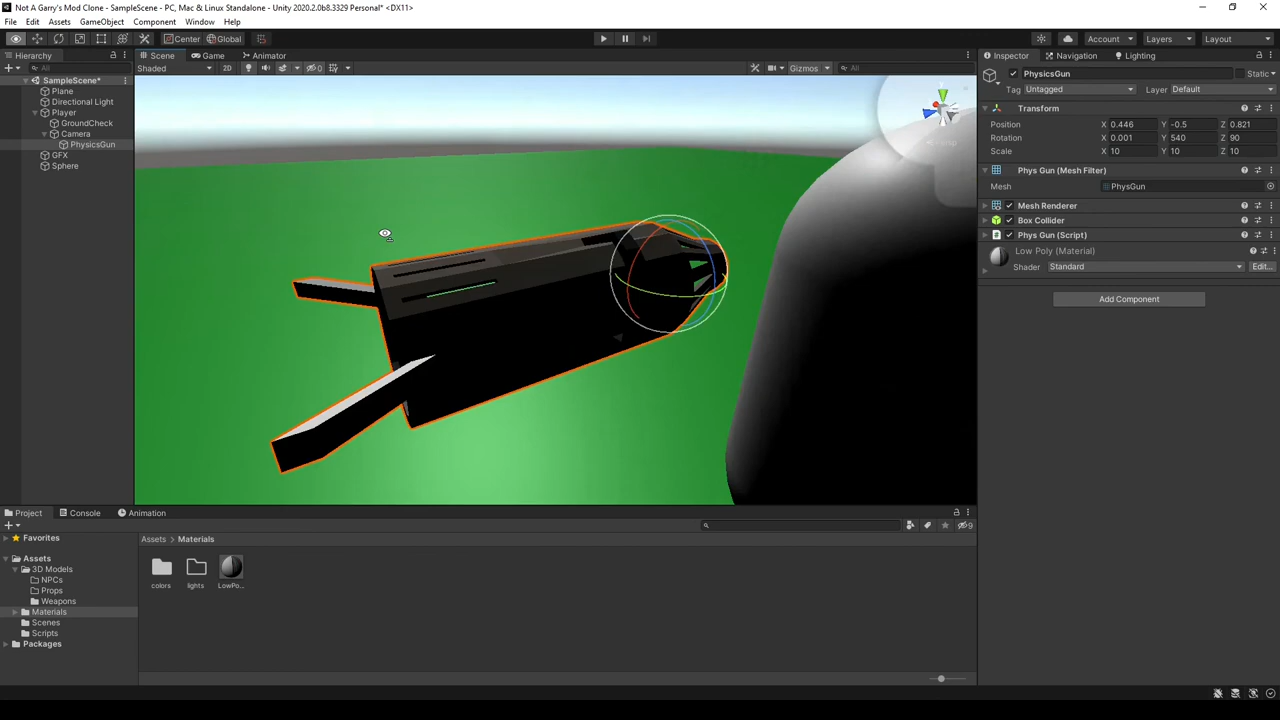 Not A Garry's Mod Clone - SampleScene - PC, Mac & Linux Standalone - Unity 2020.2.0b8.3329 Personal* <DX11>
File Edit Assets GameObject Component Window Help
Center Global Account Layers Layout
Hierarchy Scene Game Animator Inspector Navigation Lighting
All Shaded 2D 0 Gizmos All
PhysicsGun Static
Tag Untagged Layer Default
SampleScene*
Plane
Directional Light
Player
GroundCheck
Camera
PhysicsGun
GFX
Sphere
Transform
Position X 0.446 Y -0.5 Z 0.821
Rotation X 0.001 Y 540 Z 90
Scale X 10 Y 10 Z 10
Phys Gun (Mesh Filter)
Mesh PhysGun
Mesh Renderer
Box Collider
Phys Gun (Script)
Low Poly (Material)
Shader Standard Edit...
Add Component
y
Persp
Project Console Animation
9
Favorites
Assets
3D Models
NPCs
Props
Weapons
Materials
Scenes
Scripts
Packages
Assets > Materials
colors lights LowPo...